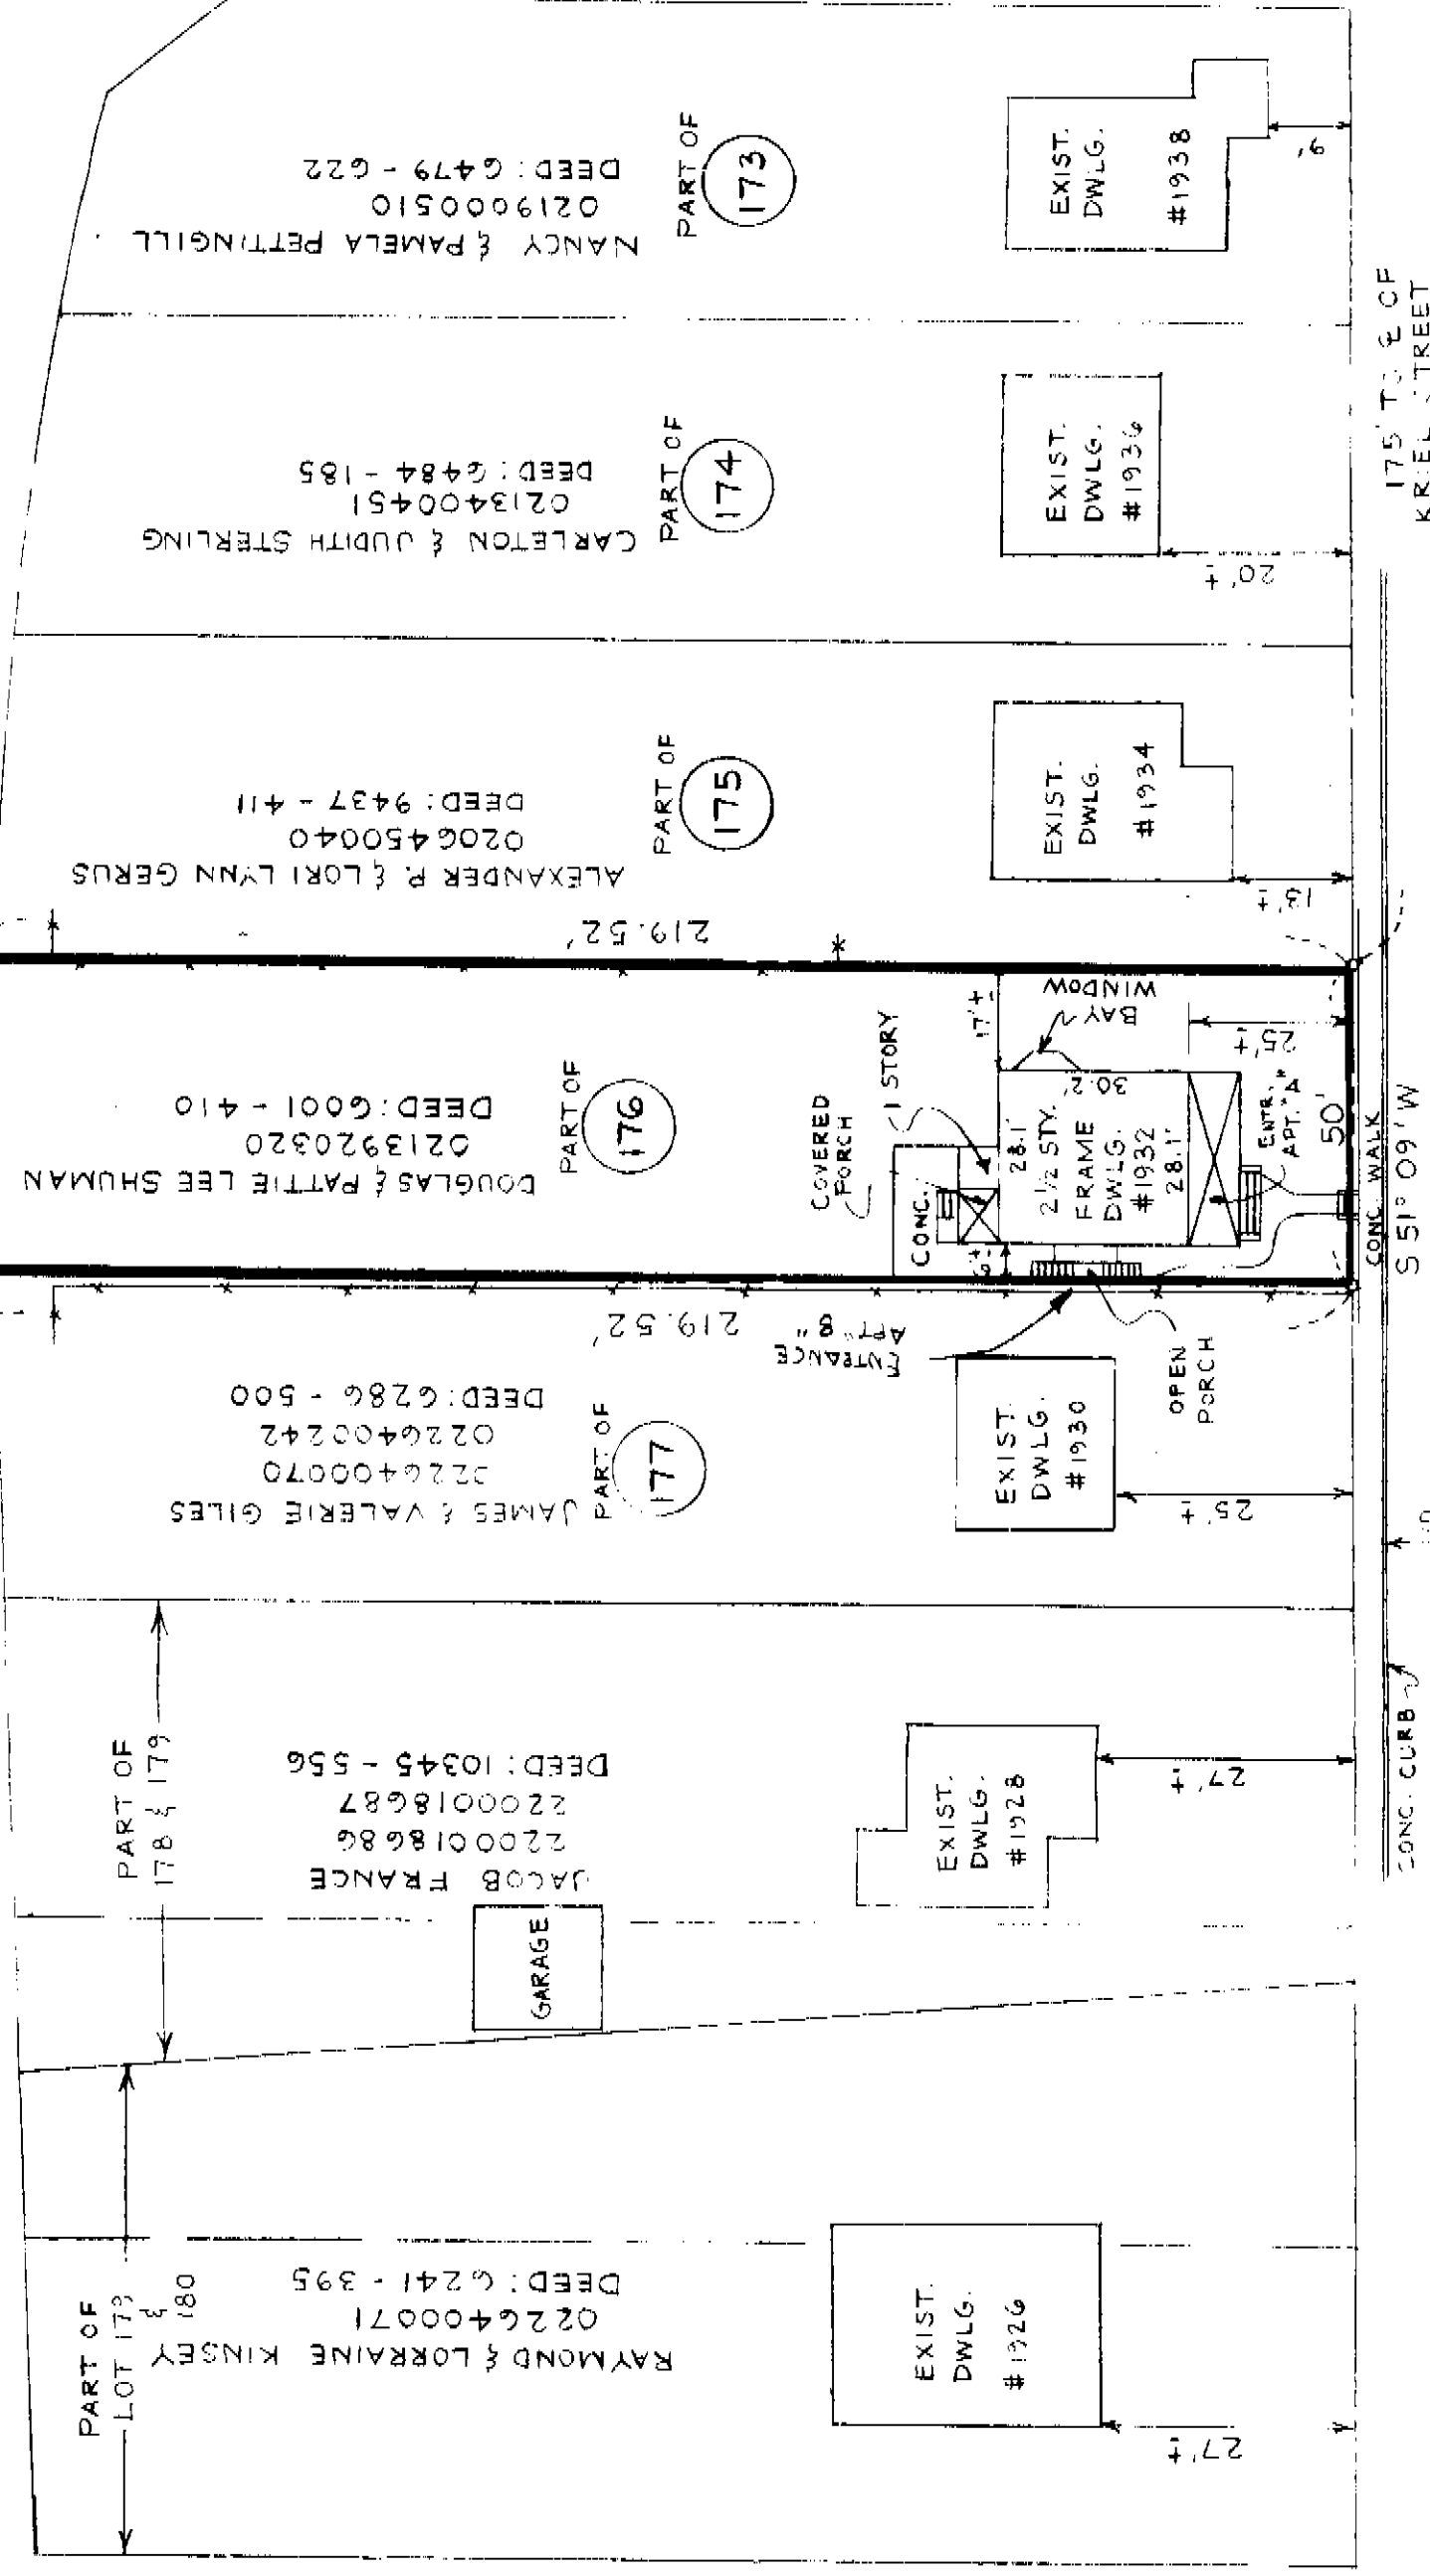 NANCY & PAMELA PETTINGILL
0219000510
DEED: 6479 - 622
PART OF
173
EXIST.
DWLG.
#1938
9'
CARLETON & JUDITH STERLING
0213400451
DEED: 6484 - 185
PART OF
174
EXIST.
DWLG.
#1936
20'±
ALEXANDER P. & LORI LYNN GERUS
0206450040
DEED: 9437 - 411
PART OF
175
EXIST.
DWLG.
#1934
13'±
219.52'
DOUGLAS & PATTIE LEE SHUMAN
0213920320
DEED: 6001 - 410
PART OF
176
COVERED
PORCH
1 STORY
17'±
BAY
WINDOW
CONC.
28.1'
2½ STY.
FRAME
DWLG.
#1932
28.1'
30.2'
25'±
ENTR.
APT. "A"
50'
CONC. WALK
S 51° 09' W
175' TO ℄ OF
STREET
219.52'
ENTRANCE
APT "B"
OPEN
PORCH
JAMES & VALERIE GILES
0226400242
DEED: 6286 - 500
PART OF
177
EXIST.
DWLG.
#1930
25'±
PART OF
178 & 179
JACOB FRANCE
2200018686
2200018687
DEED: 10345 - 556
GARAGE
EXIST.
DWLG.
#1928
27'±
CONC. CURB
PART OF
LOT 179
&
180
RAYMOND & LORRAINE KINSEY
0226400071
DEED: 6241 - 395
EXIST.
DWLG.
#1926
27'±